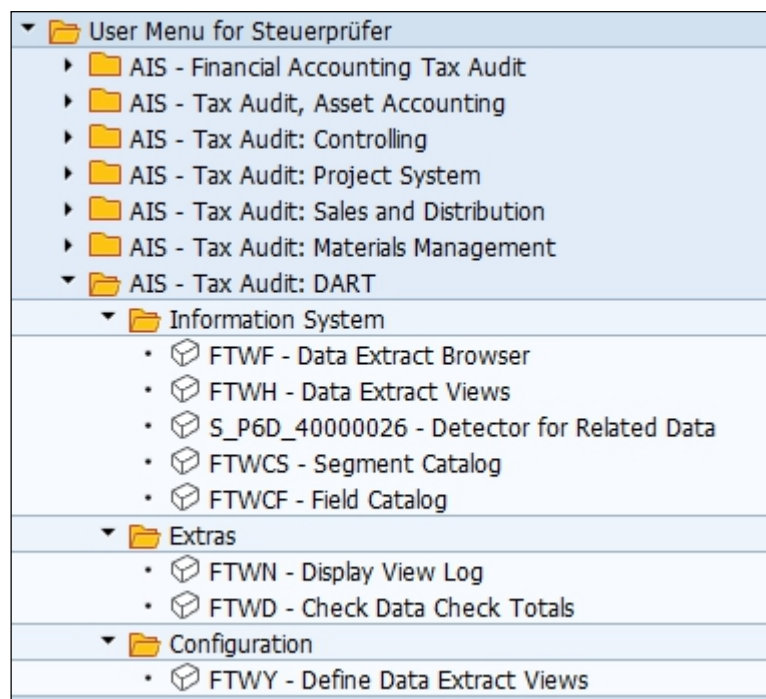 User Menu for Steuerprüfer
AIS - Financial Accounting Tax Audit
AIS - Tax Audit, Asset Accounting
AIS - Tax Audit: Controlling
AIS - Tax Audit: Project System
AIS - Tax Audit: Sales and Distribution
AIS - Tax Audit: Materials Management
AIS - Tax Audit: DART
Information System
FTWF - Data Extract Browser
FTWH - Data Extract Views
S_P6D_40000026 - Detector for Related Data
FTWCS - Segment Catalog
FTWCF - Field Catalog
Extras
FTWN - Display View Log
FTWD - Check Data Check Totals
Configuration
FTWY - Define Data Extract Views